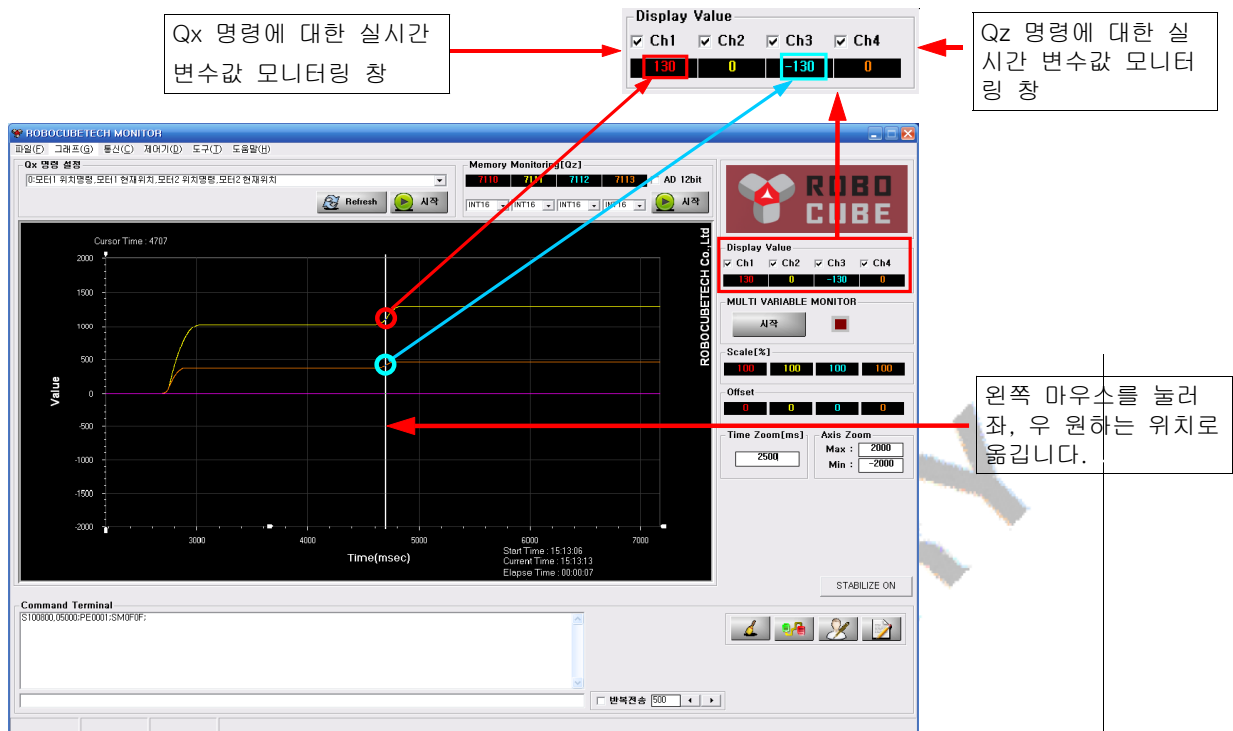 Qx 명령에 대한 실시간
변수값 모니터링 창
Display Value
Ch1 Ch2 Ch3 Ch4
130 0 -130 0
Qz 명령에 대한 실
시간 변수값 모니터
링 창
ROBOCUBETECH MONITOR
파일(F) 그래프(G) 통신(C) 제어기(D) 도구(T) 도움말(H)
Qx 명령 설정
0:모터1 위치명령,모터1 현재위치,모터2 위치명령,모터2 현재위치
Refresh 시작
Memory Monitoring[Qz]
7110 7111 7112 7113 AD 12bit
INT16 INT16 INT16 INT16 시작
ROBO
CUBE
Cursor Time : 4707
2000
1500
1000
500
0
-500
-1000
-1500
-2000
Value
3000 4000 5000 6000 7000
Time(msec)
Start Time : 15:13:06
Current Time : 15:13:13
Elapse Time : 00:00:07
ROBOCUBETECH Co.,Ltd
Display Value
Ch1 Ch2 Ch3 Ch4
130 0 -130 0
MULTI VARIABLE MONITOR
시작
Scale[%]
100 100 100 100
Offset
0 0 0 0
Time Zoom[ms]
2500
Axis Zoom
Max : 2000
Min : -2000
왼쪽 마우스를 눌러
좌, 우 원하는 위치로
옮깁니다.
STABILIZE ON
Command Terminal
S100800,05000;PE0001;SM0F0F;
반복전송 500